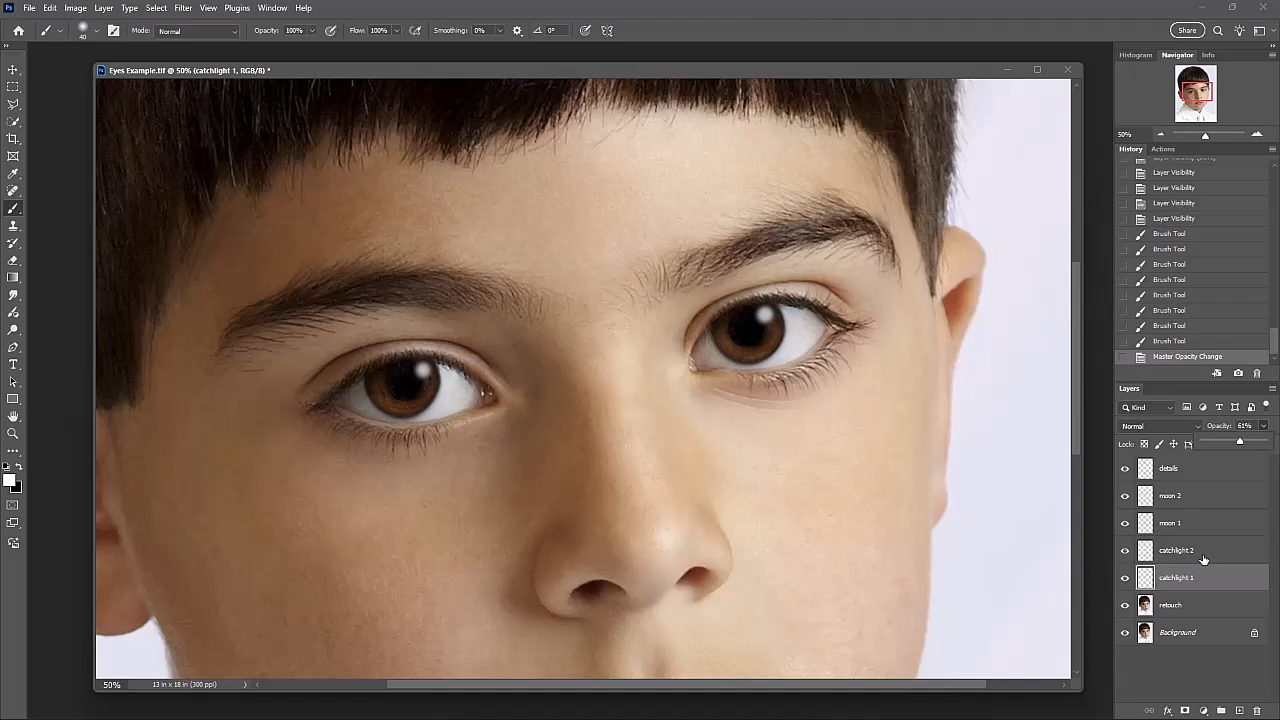 Ps File Edit Image Layer Type Select Filter View Plugins Window Help
40 Mode: Normal Opacity: 100% Flow: 100% Smoothing: 0% 0° Share
Ps Eyes Example.tif @ 50% (catchlight 1, RGB/8) *
Histogram Navigator Info
50%
History Actions
Layer Visibility
Layer Visibility
Layer Visibility
Layer Visibility
Brush Tool
Brush Tool
Brush Tool
Brush Tool
Brush Tool
Brush Tool
Brush Tool
Brush Tool
Master Opacity Change
Layers
Kind
Normal Opacity: 61%
Lock:
details
moon 2
moon 1
catchlight 2
catchlight 1
retouch
Background
50% 13 in x 18 in (300 ppi)